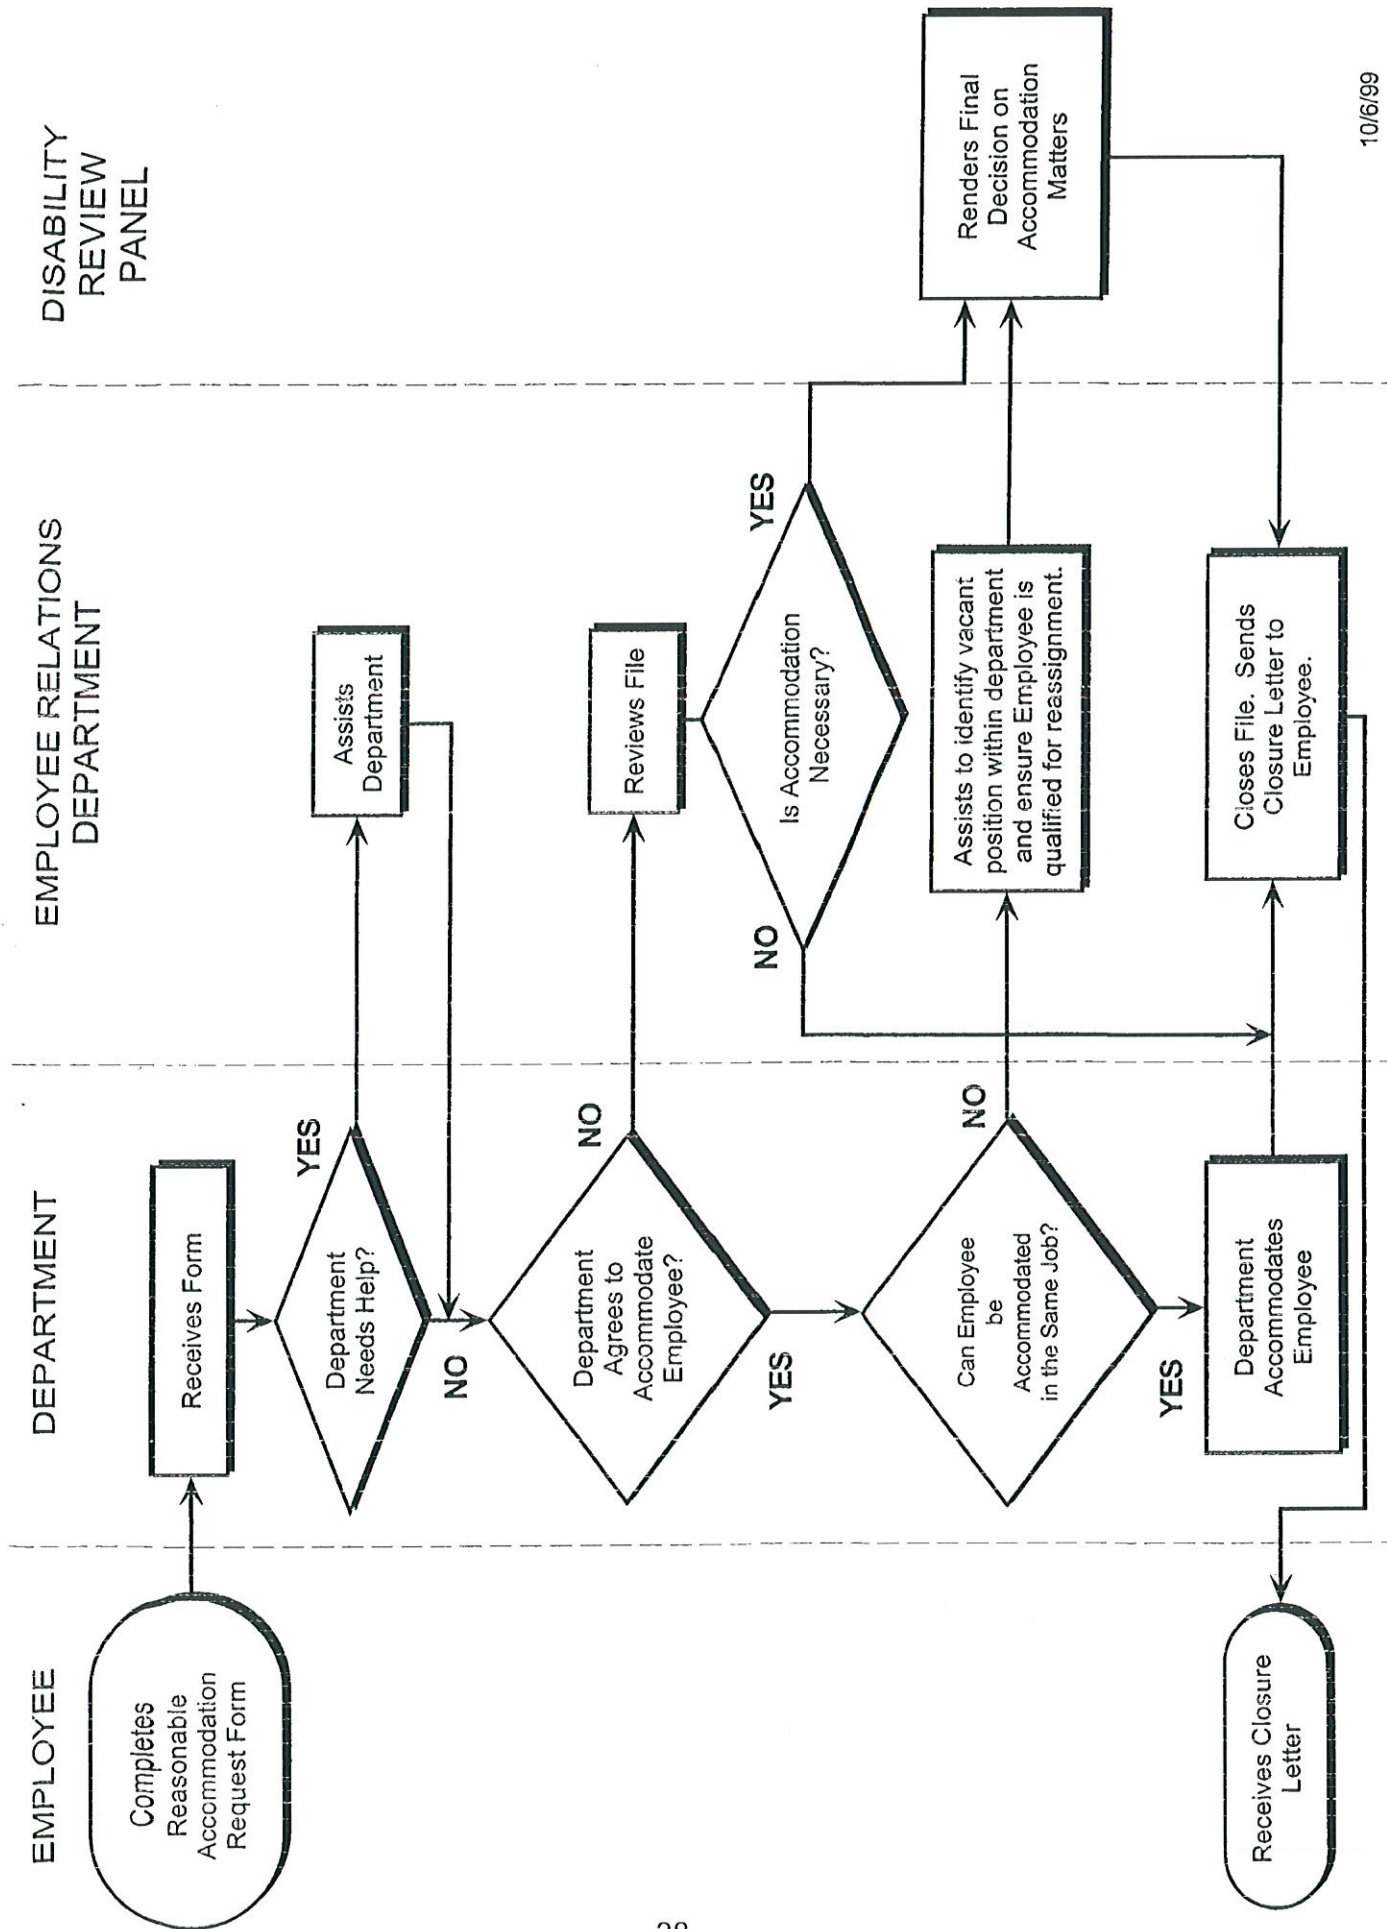 EMPLOYEE
DEPARTMENT
EMPLOYEE RELATIONS
DEPARTMENT
DISABILITY
REVIEW
PANEL
Completes
Reasonable
Accommodation
Request Form
Receives Form
Department
Needs Help?
YES
NO
Assists
Department
Department
Agrees to
Accommodate
Employee?
NO
YES
Reviews File
Is Accommodation
Necessary?
NO
YES
Can Employee
be
Accommodated
in the Same Job?
NO
YES
Assists to identify vacant
position within department
and ensure Employee is
qualified for reassignment.
Renders Final
Decision on
Accommodation
Matters
Department
Accommodates
Employee
Closes File. Sends
Closure Letter to
Employee.
Receives Closure
Letter
10/6/99